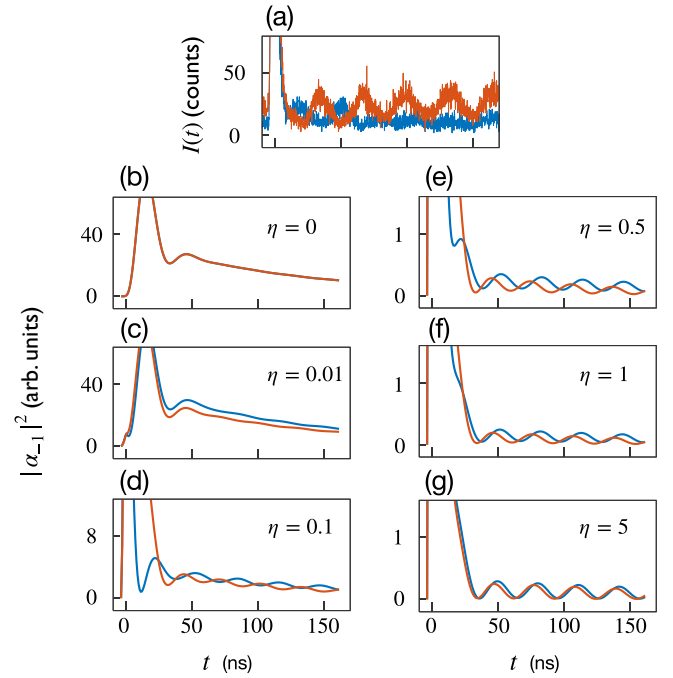 (a)
I(t) (counts)
50
0
(b)
η = 0
40
0
(c)
η = 0.01
40
0
(d)
η = 0.1
8
0
0 50 100 150
t (ns)
|α₋₁|² (arb. units)
(e)
η = 0.5
1
0
(f)
η = 1
1
0
(g)
η = 5
1
0
0 50 100 150
t (ns)